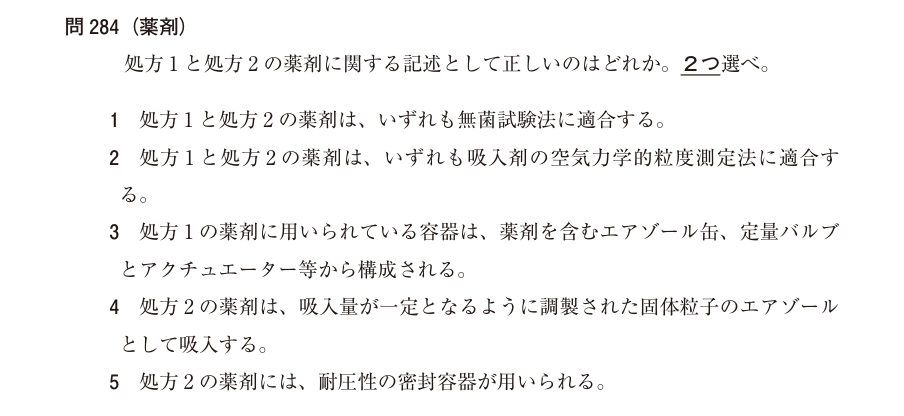 問 284（薬剤）
処方１と処方２の薬剤に関する記述として正しいのはどれか。２つ選べ。
1　処方１と処方２の薬剤は、いずれも無菌試験法に適合する。
2　処方１と処方２の薬剤は、いずれも吸入剤の空気力学的粒度測定法に適合す
る。
3　処方１の薬剤に用いられている容器は、薬剤を含むエアゾール缶、定量バルブ
とアクチュエーター等から構成される。
4　処方２の薬剤は、吸入量が一定となるように調製された固体粒子のエアゾール
として吸入する。
5　処方２の薬剤には、耐圧性の密封容器が用いられる。